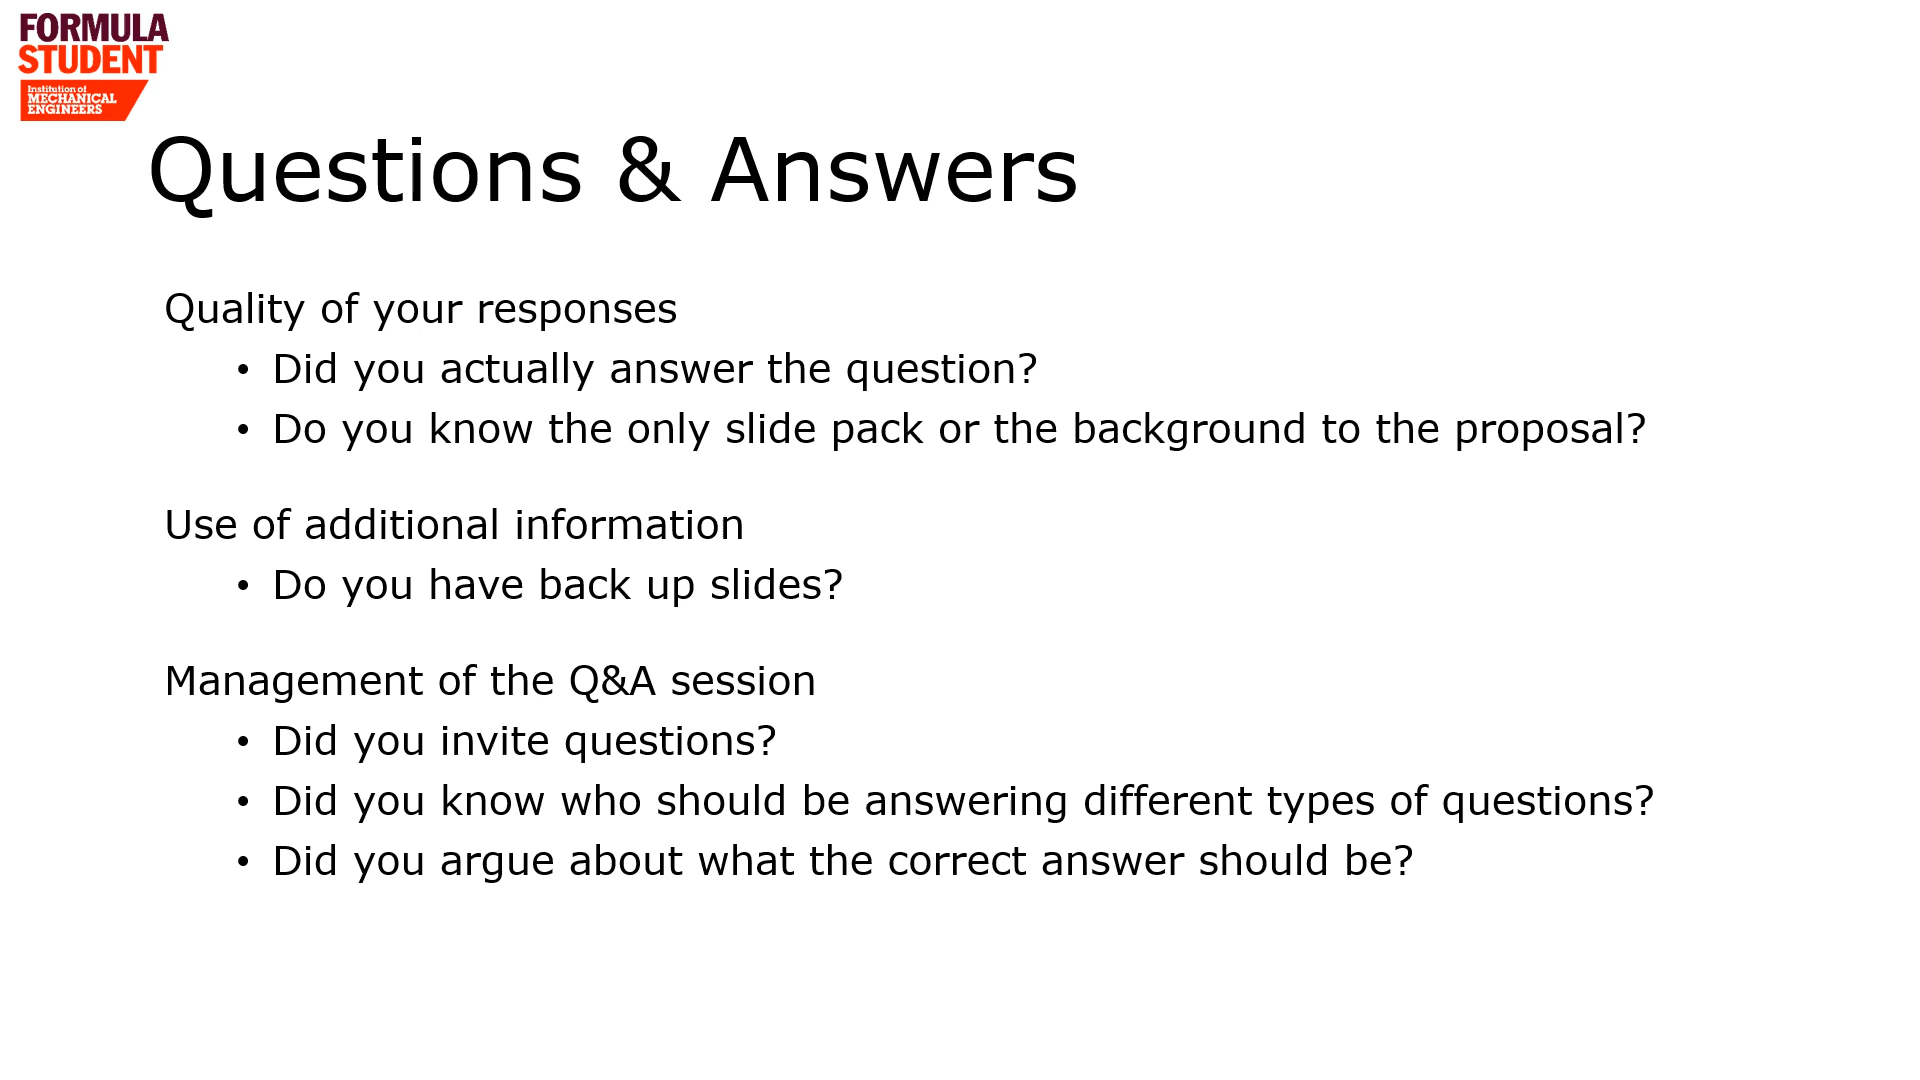 FORMULA
STUDENT
Institution of
MECHANICAL
ENGINEERS
Questions & Answers
Quality of your responses
• Did you actually answer the question?
• Do you know the only slide pack or the background to the proposal?
Use of additional information
• Do you have back up slides?
Management of the Q&A session
• Did you invite questions?
• Did you know who should be answering different types of questions?
• Did you argue about what the correct answer should be?